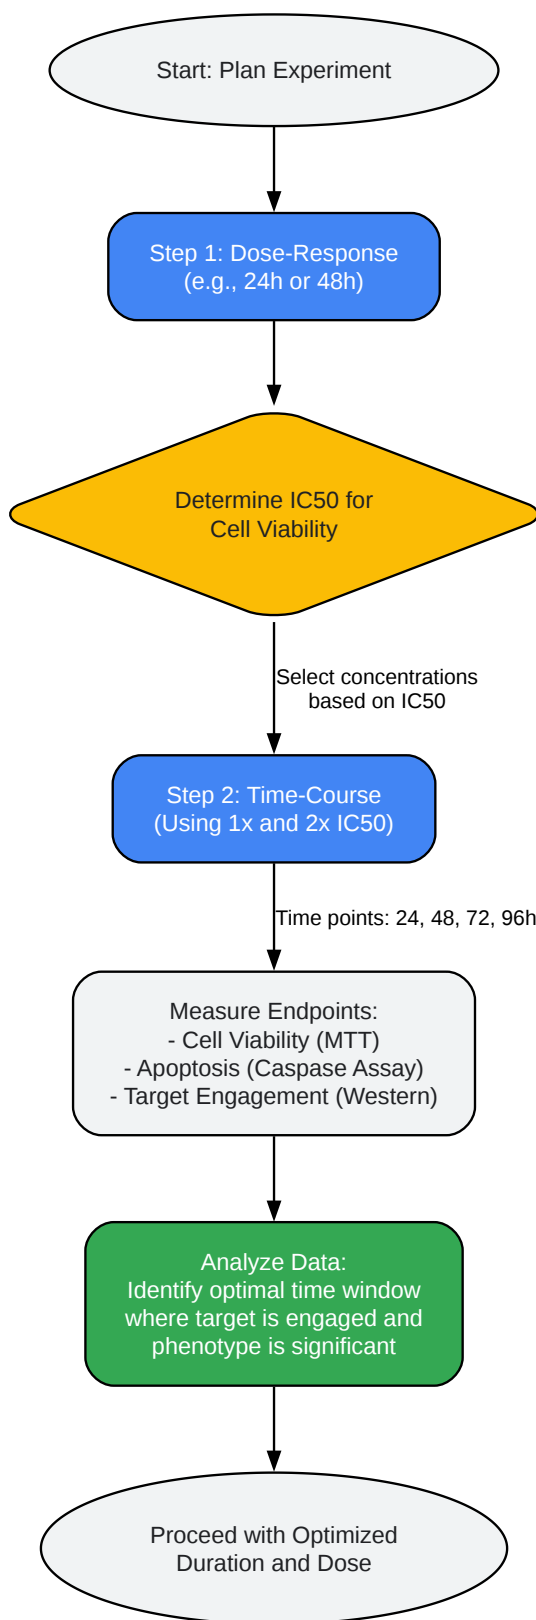 Start: Plan Experiment
Step 1: Dose-Response
(e.g., 24h or 48h)
Determine IC50 for
Cell Viability
Select concentrations
based on IC50
Step 2: Time-Course
(Using 1x and 2x IC50)
Time points: 24, 48, 72, 96h
Measure Endpoints:
- Cell Viability (MTT)
- Apoptosis (Caspase Assay)
- Target Engagement (Western)
Analyze Data:
Identify optimal time window
where target is engaged and
phenotype is significant
Proceed with Optimized
Duration and Dose